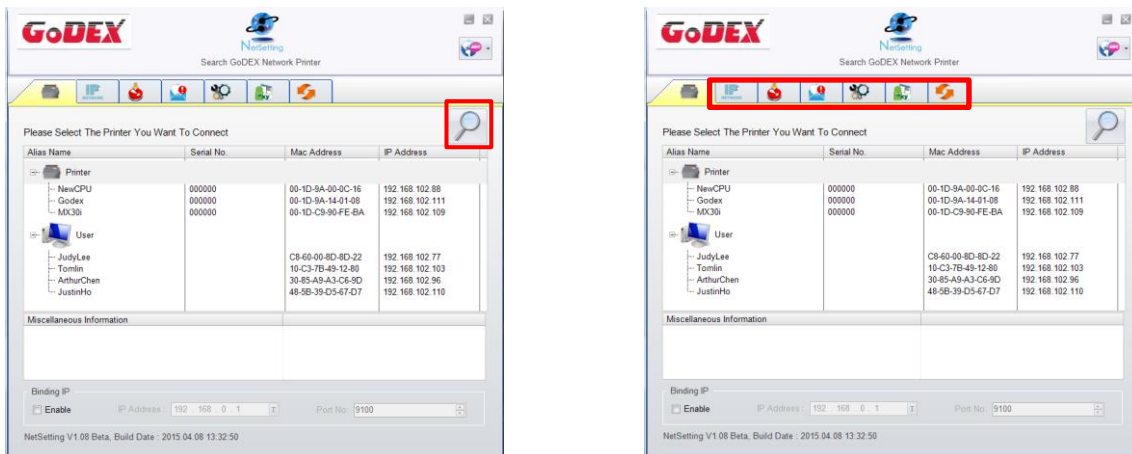 GoDEX
NetSetting
Search GoDEX Network Printer
Please Select The Printer You Want To Connect
Alias Name Serial No. Mac Address IP Address
Printer
NewCPU 000000 00-1D-9A-00-0C-16 192.168.102.88
Godex 000000 00-1D-9A-14-01-08 192.168.102.111
MX30i 000000 00-1D-C9-90-FE-BA 192.168.102.109
User
JudyLee C8-60-00-8D-8D-22 192.168.102.77
Tomlin 10-C3-7B-49-12-80 192.168.102.103
ArthurChen 30-85-A9-A3-C6-9D 192.168.102.96
JustinHo 48-5B-39-D5-67-D7 192.168.102.110
Miscellaneous Information
Binding IP
Enable IP Address : 192 . 168 . 0 . 1 Port No: 9100
NetSetting V1.08 Beta, Build Date : 2015.04.08 13:32:50
GoDEX
NetSetting
Search GoDEX Network Printer
IP
Please Select The Printer You Want To Connect
Alias Name Serial No. Mac Address IP Address
Printer
NewCPU 000000 00-1D-9A-00-0C-16 192.168.102.88
Godex 000000 00-1D-9A-14-01-08 192.168.102.111
MX30i 000000 00-1D-C9-90-FE-BA 192.168.102.109
User
JudyLee C8-60-00-8D-8D-22 192.168.102.77
Tomlin 10-C3-7B-49-12-80 192.168.102.103
ArthurChen 30-85-A9-A3-C6-9D 192.168.102.96
JustinHo 48-5B-39-D5-67-D7 192.168.102.110
Miscellaneous Information
Binding IP
Enable IP Address : 192 . 168 . 0 . 1 Port No: 9100
NetSetting V1.08 Beta, Build Date : 2015.04.08 13:32:50